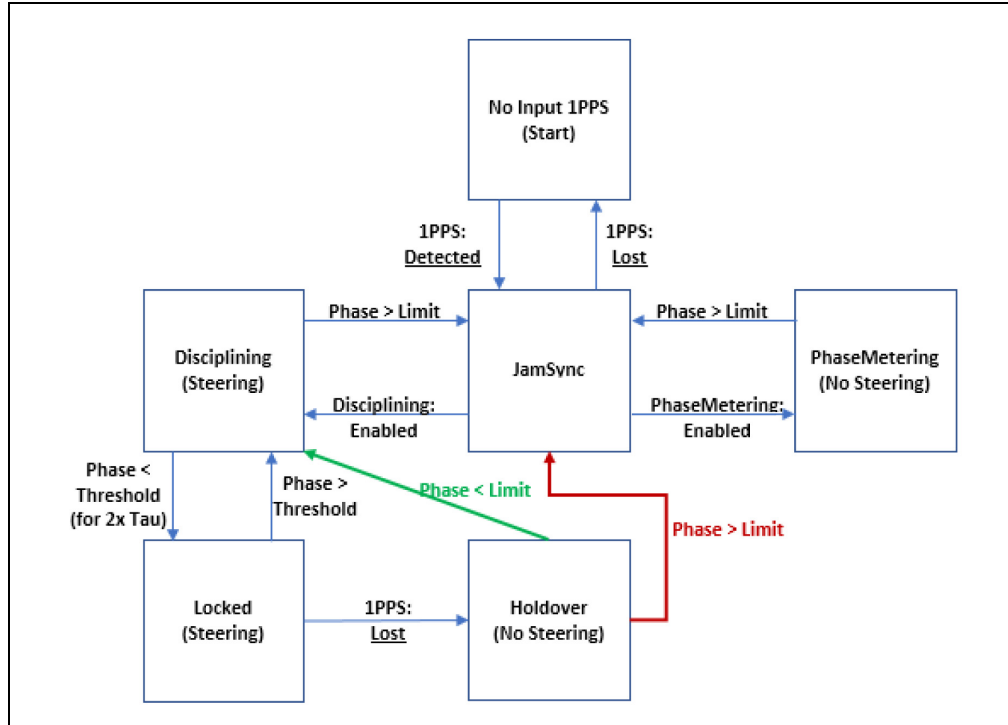 No Input 1PPS
(Start)
1PPS:
Detected
1PPS:
Lost
Phase > Limit
Phase > Limit
Disciplining
(Steering)
JamSync
PhaseMetering
(No Steering)
Disciplining:
Enabled
PhaseMetering:
Enabled
Phase <
Threshold
(for 2x Tau)
Phase >
Threshold
Phase < Limit
Phase > Limit
Locked
(Steering)
1PPS:
Lost
Holdover
(No Steering)